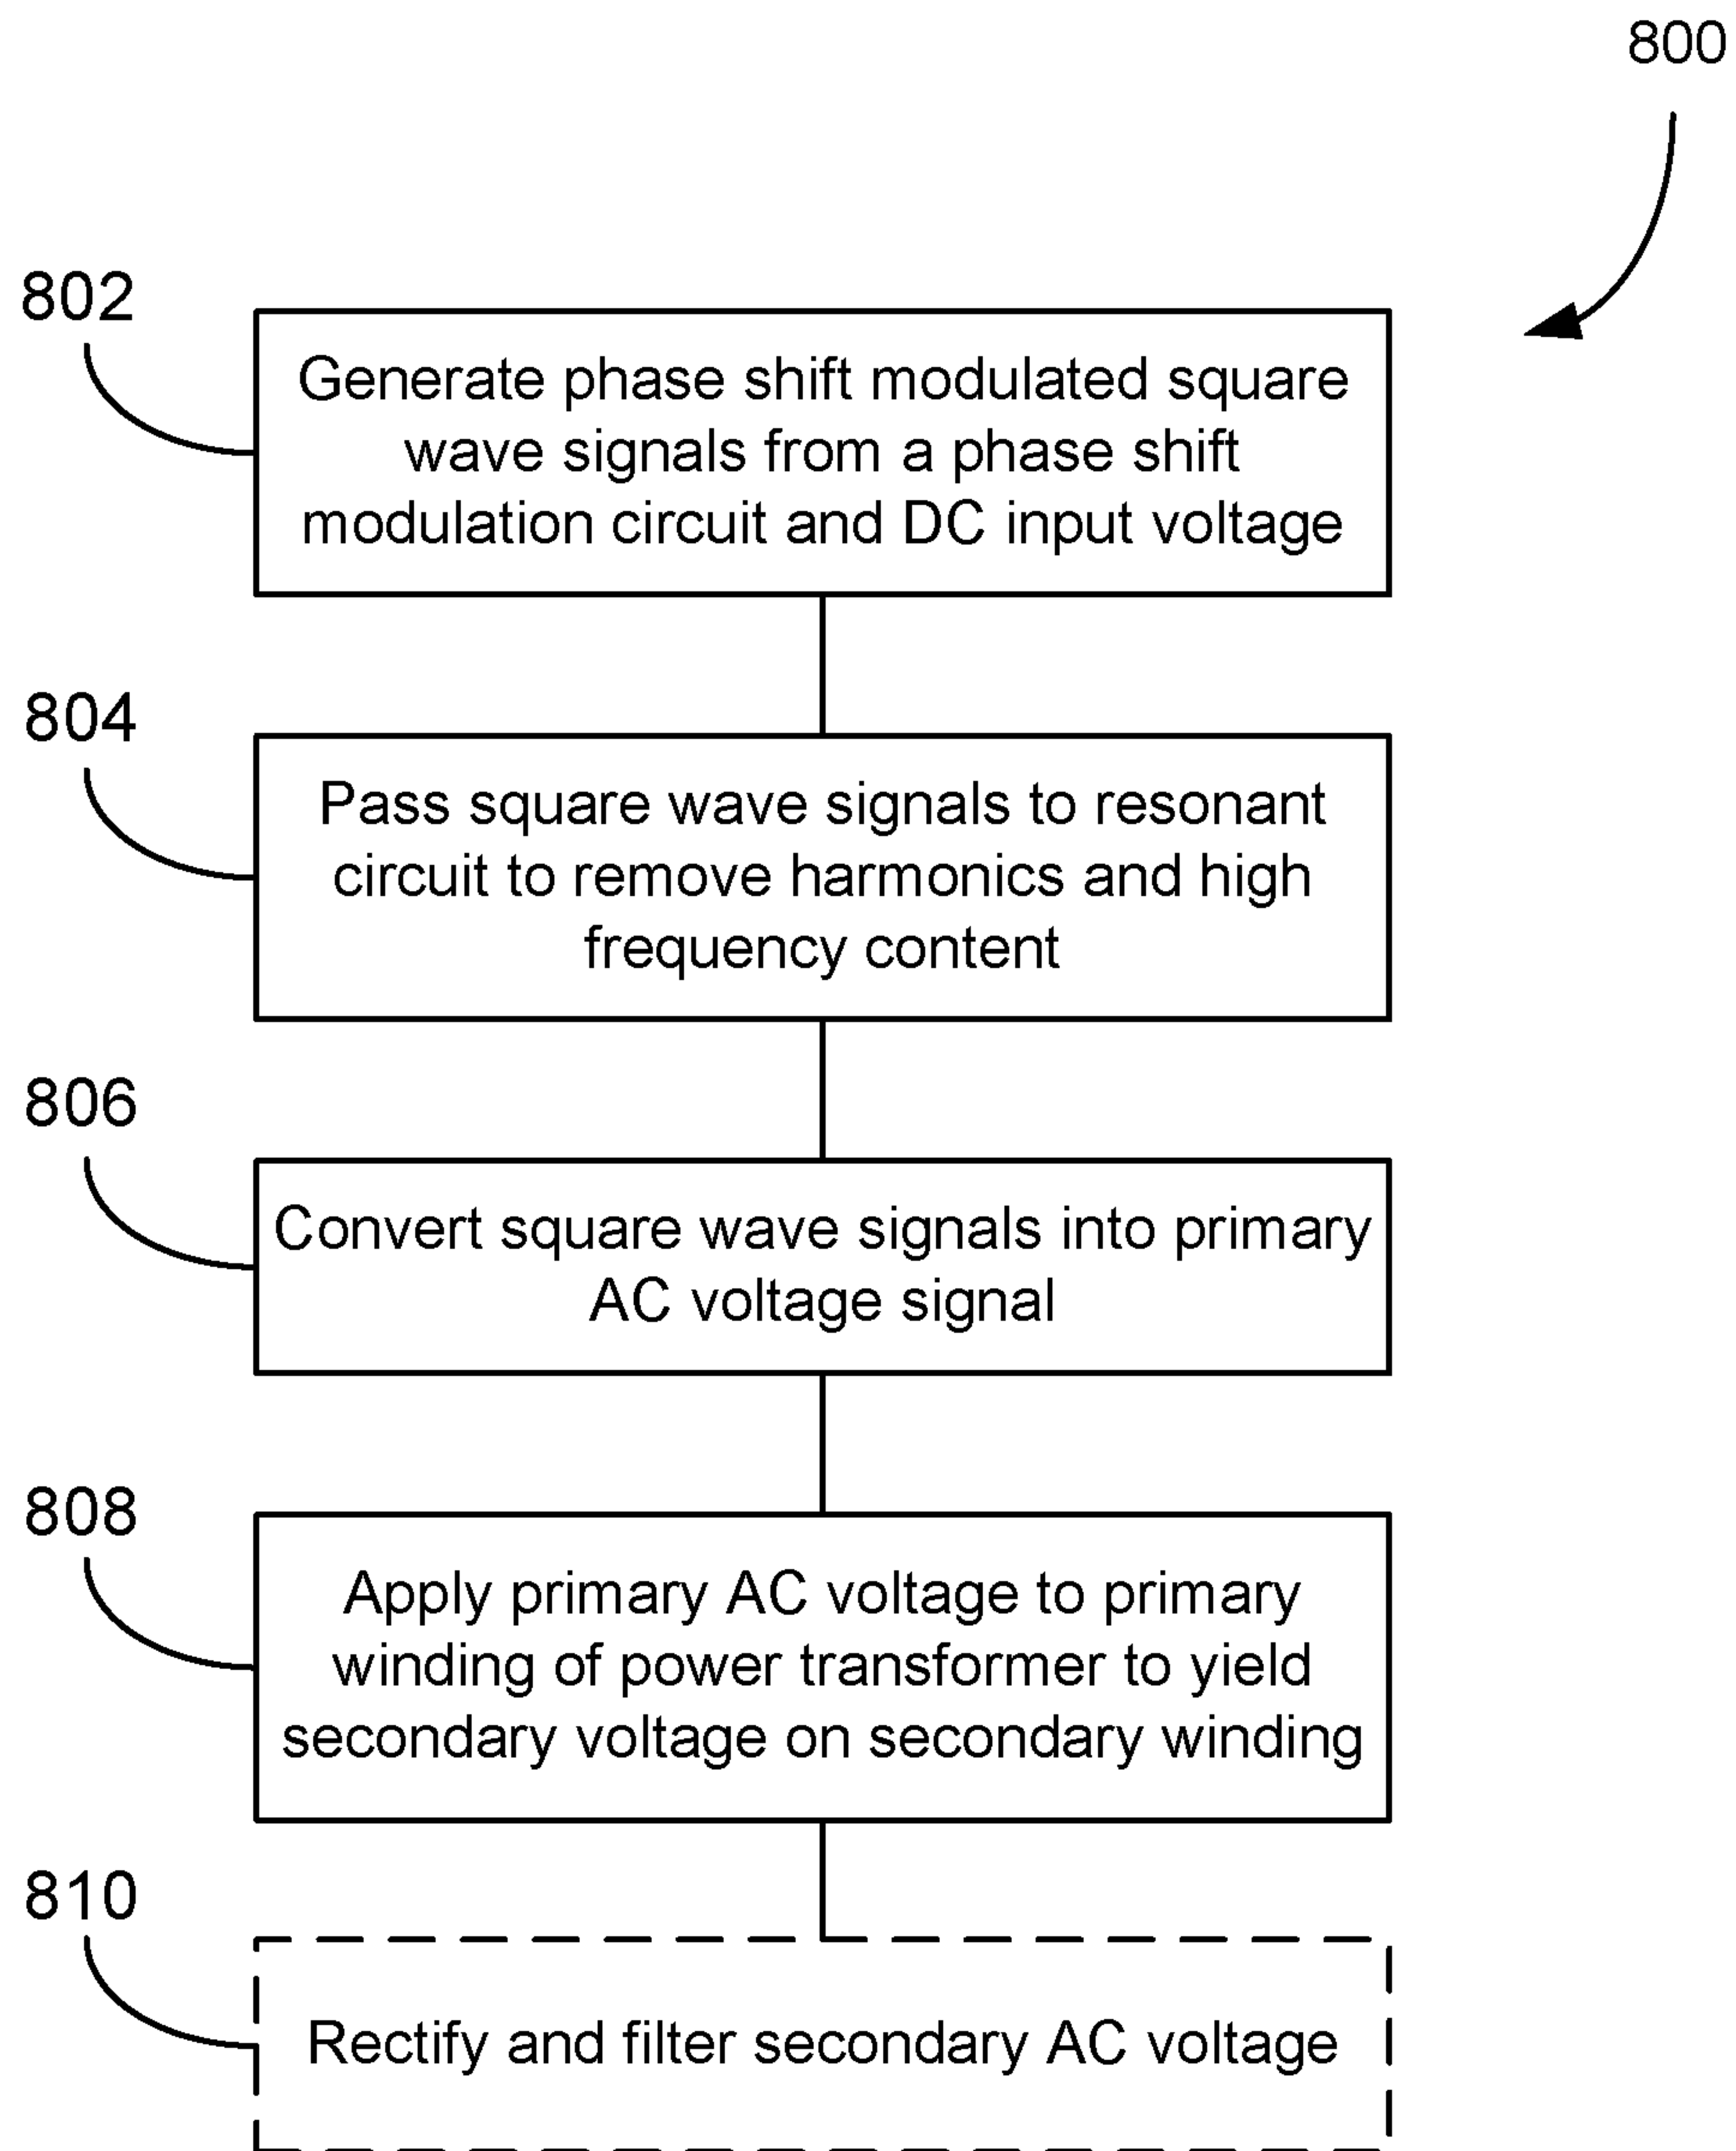 800
802
Generate phase shift modulated square
wave signals from a phase shift
modulation circuit and DC input voltage
804
Pass square wave signals to resonant
circuit to remove harmonics and high
frequency content
806
Convert square wave signals into primary
AC voltage signal
808
Apply primary AC voltage to primary
winding of power transformer to yield
secondary voltage on secondary winding
810
Rectify and filter secondary AC voltage